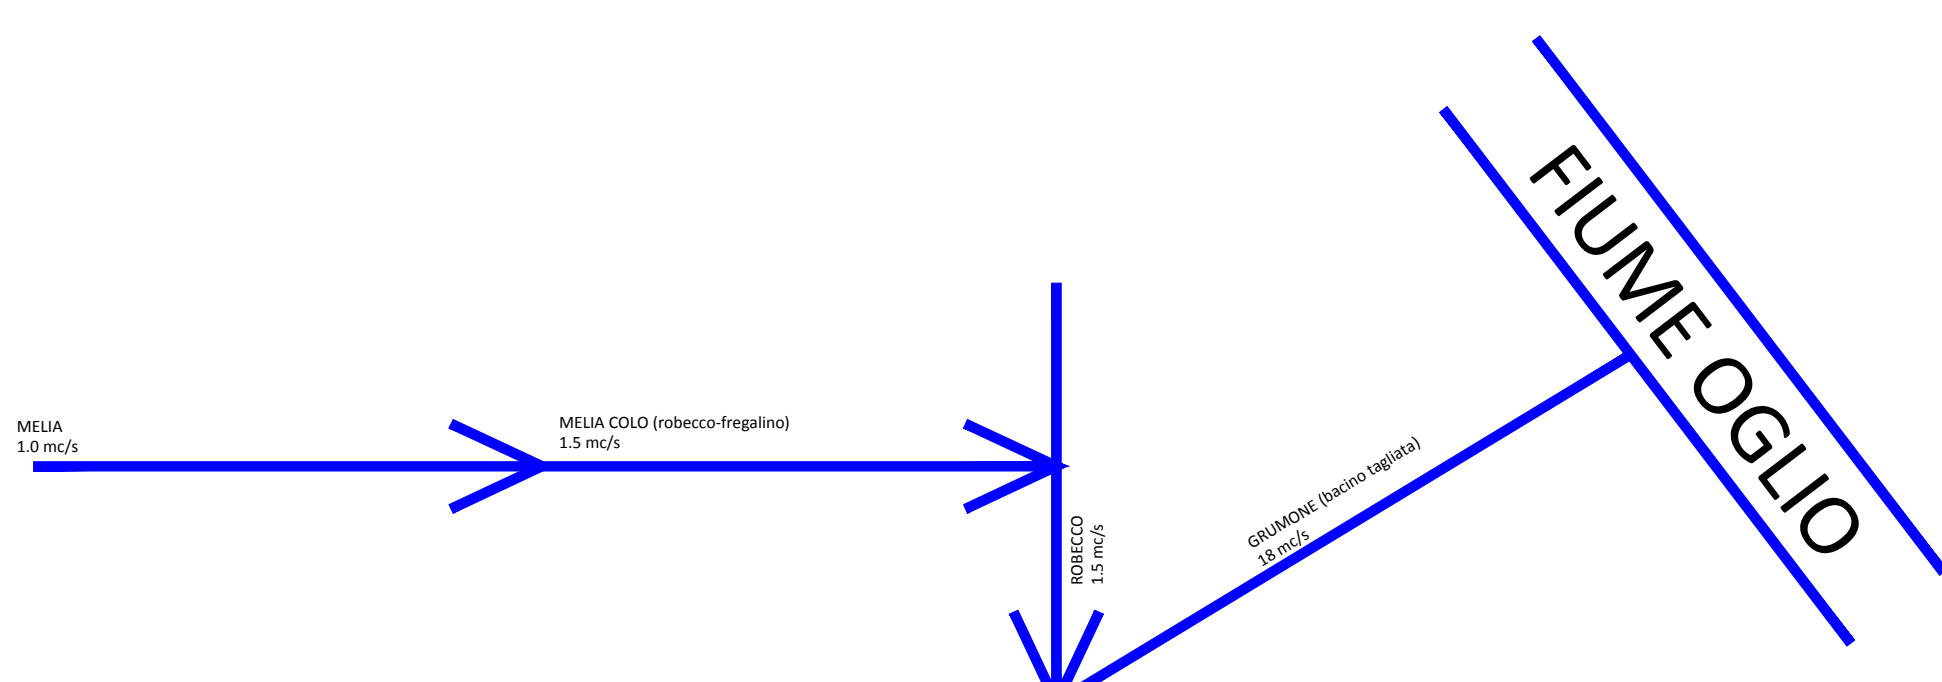 FIUME OGLIO
MELIA
1.0 mc/s
MELIA COLO (robecco-fregalino)
1.5 mc/s
ROBECCO
1.5 mc/s
GRUMONE (bacino tagliata)
18 mc/s